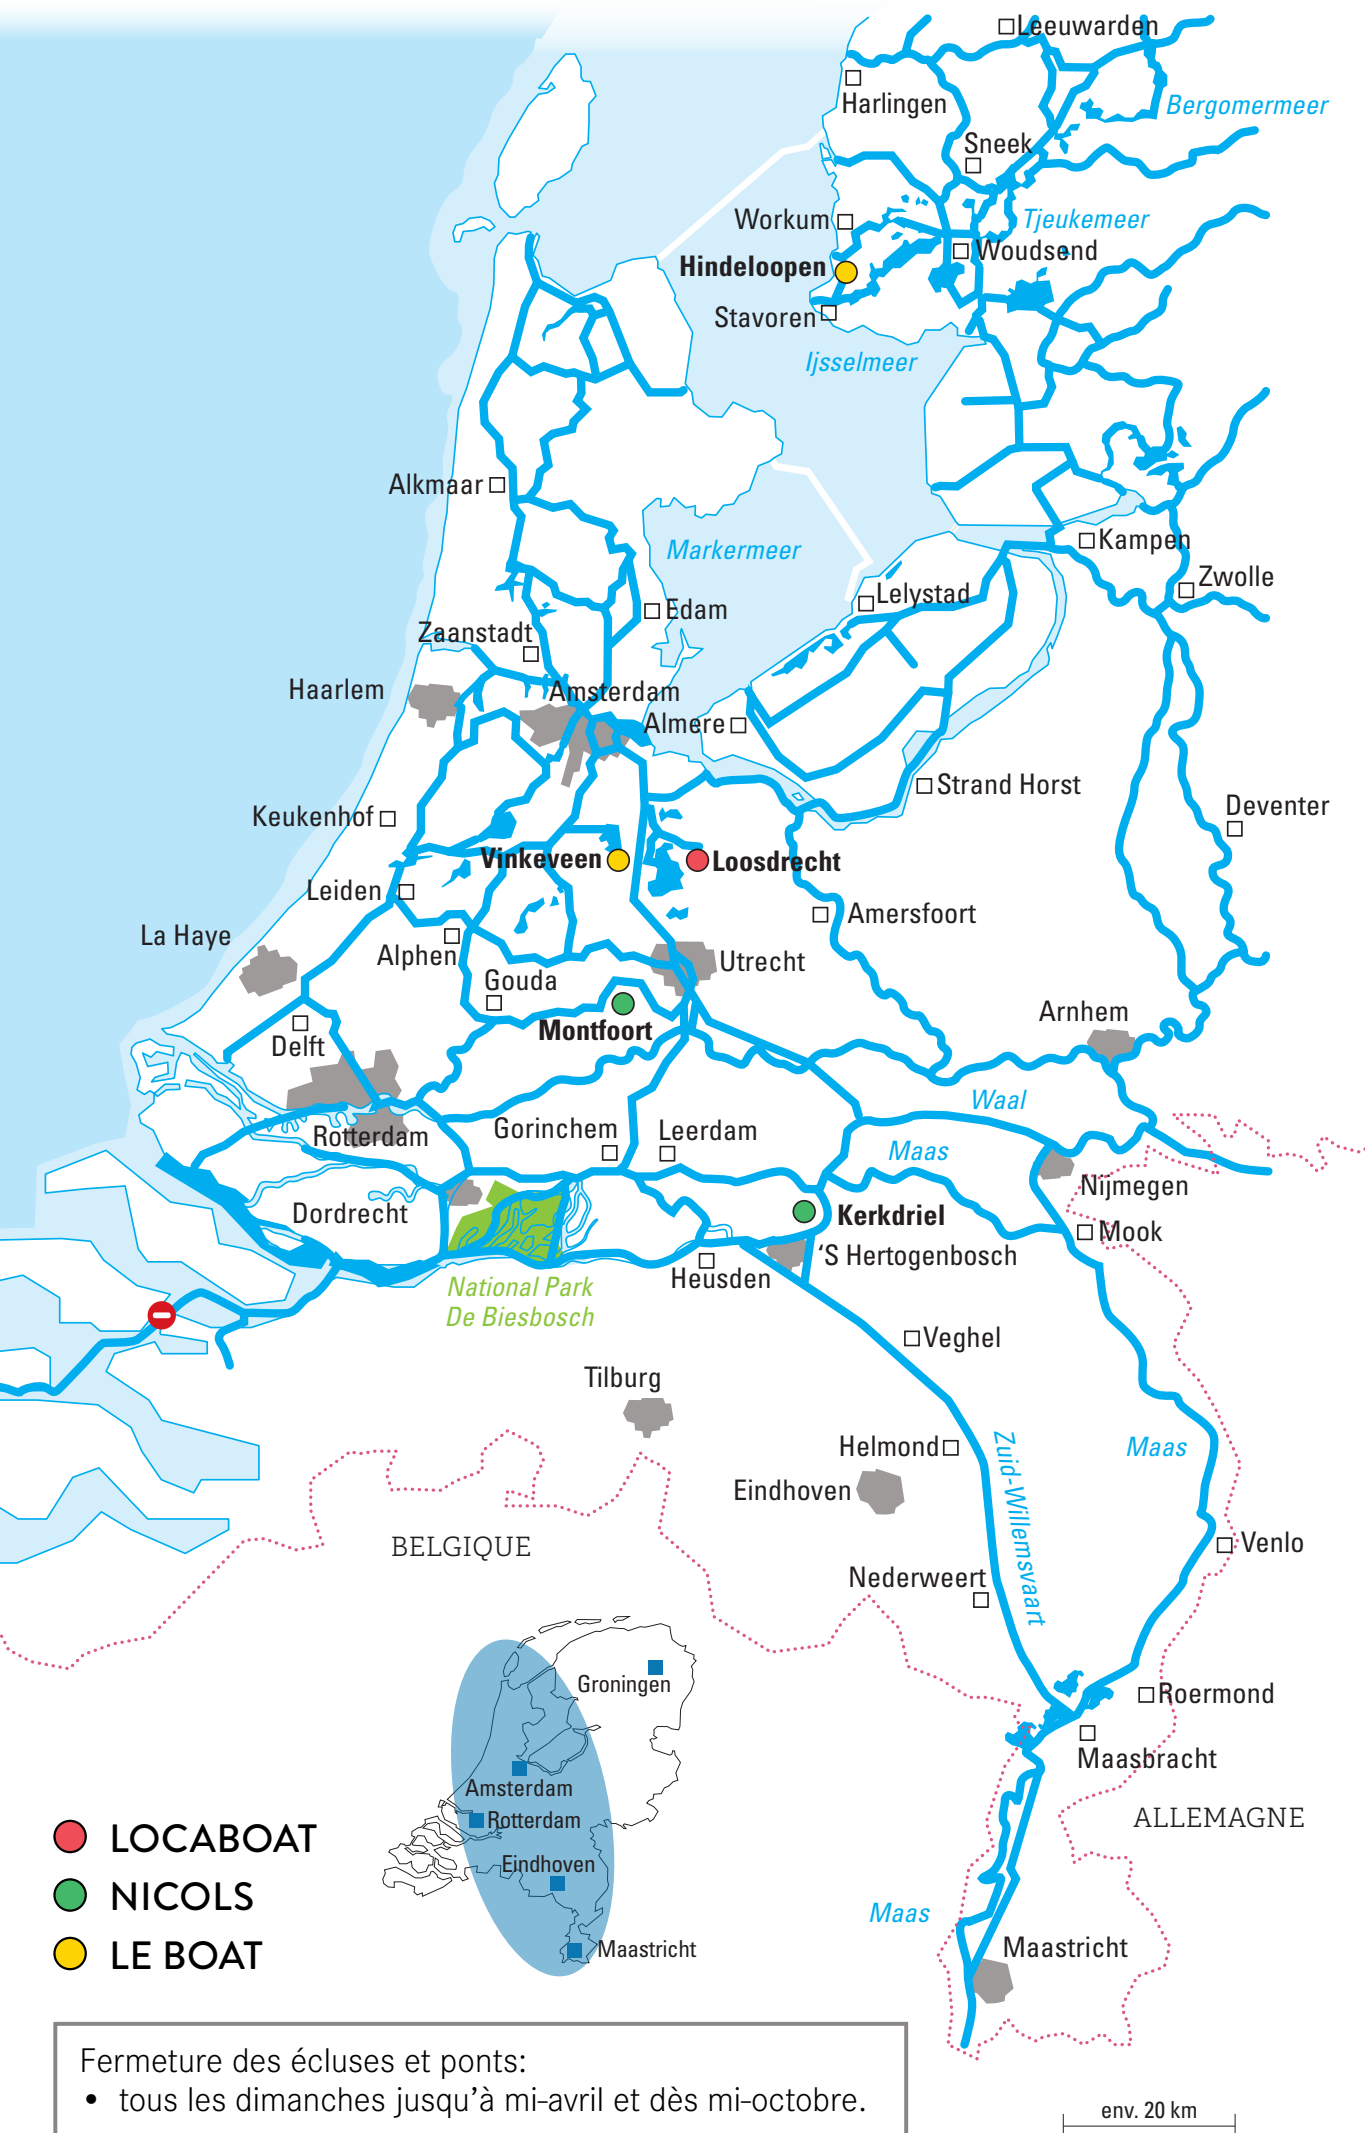 Leeuwarden
Harlingen
Bergomermeer
Sneek
Workum
Tjeukemeer
Woudsend
Hindeloopen
Stavoren
Ijsselmeer
Alkmaar
Markermeer
Kampen
Zwolle
Lelystad
Edam
Zaanstadt
Haarlem
Amsterdam
Almere
Strand Horst
Deventer
Keukenhof
Vinkeveen
Loosdrecht
Leiden
Amersfoort
La Haye
Alphen
Utrecht
Gouda
Arnhem
Montfoort
Delft
Waal
Rotterdam
Gorinchem
Leerdam
Maas
Nijmegen
Dordrecht
Kerkdriel
Mook
'S Hertogenbosch
Heusden
National Park
De Biesbosch
Veghel
Tilburg
Helmond
Zuid-Willemsvaart
Maas
Eindhoven
BELGIQUE
Venlo
Nederweert
Groningen
Roermond
Maasbracht
Amsterdam
Rotterdam
ALLEMAGNE
LOCABOAT
Eindhoven
NICOLS
Maas
Maastricht
Maastricht
LE BOAT
Fermeture des écluses et ponts:
• tous les dimanches jusqu'à mi-avril et dès mi-octobre.
env. 20 km